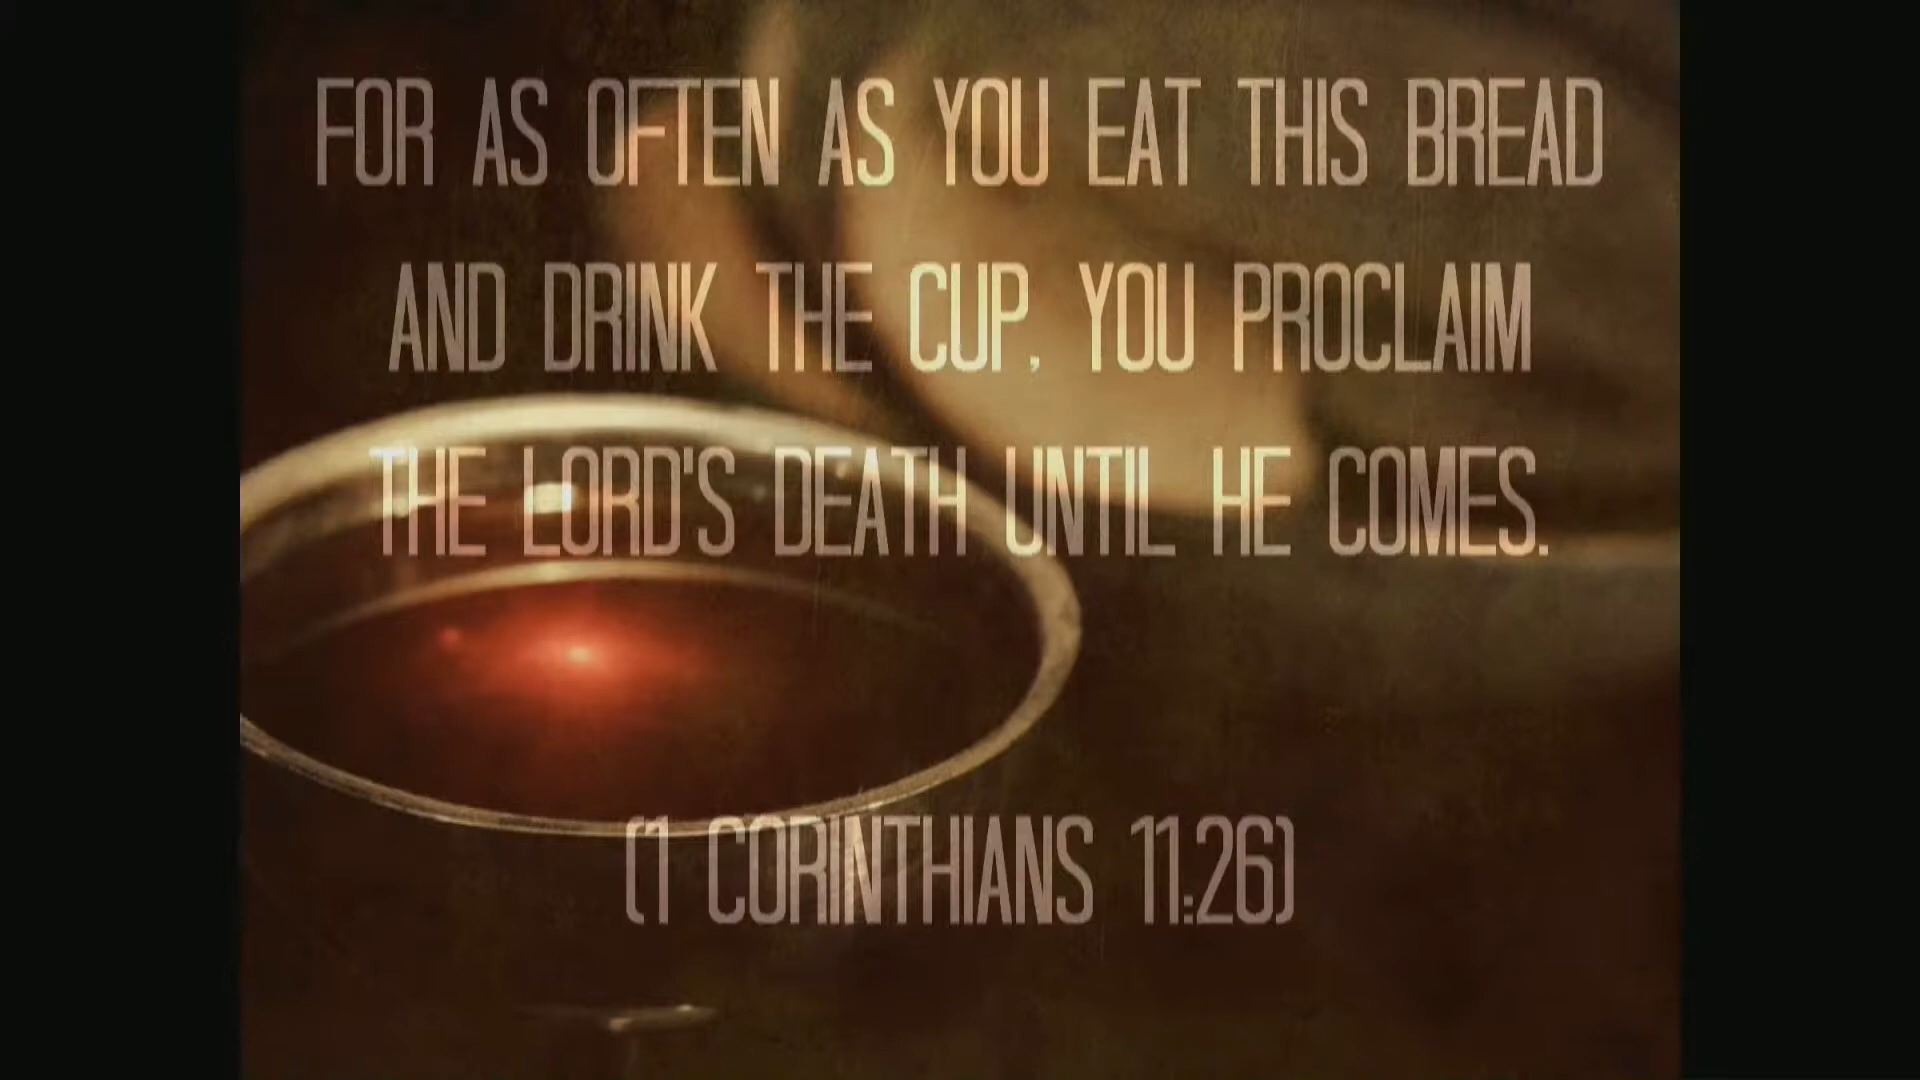 FOR AS OFTEN AS YOU EAT THIS BREAD
AND DRINK THE CUP, YOU PROCLAIM
THE LORD'S DEATH UNTIL HE COMES.
(1 CORINTHIANS 11:26)